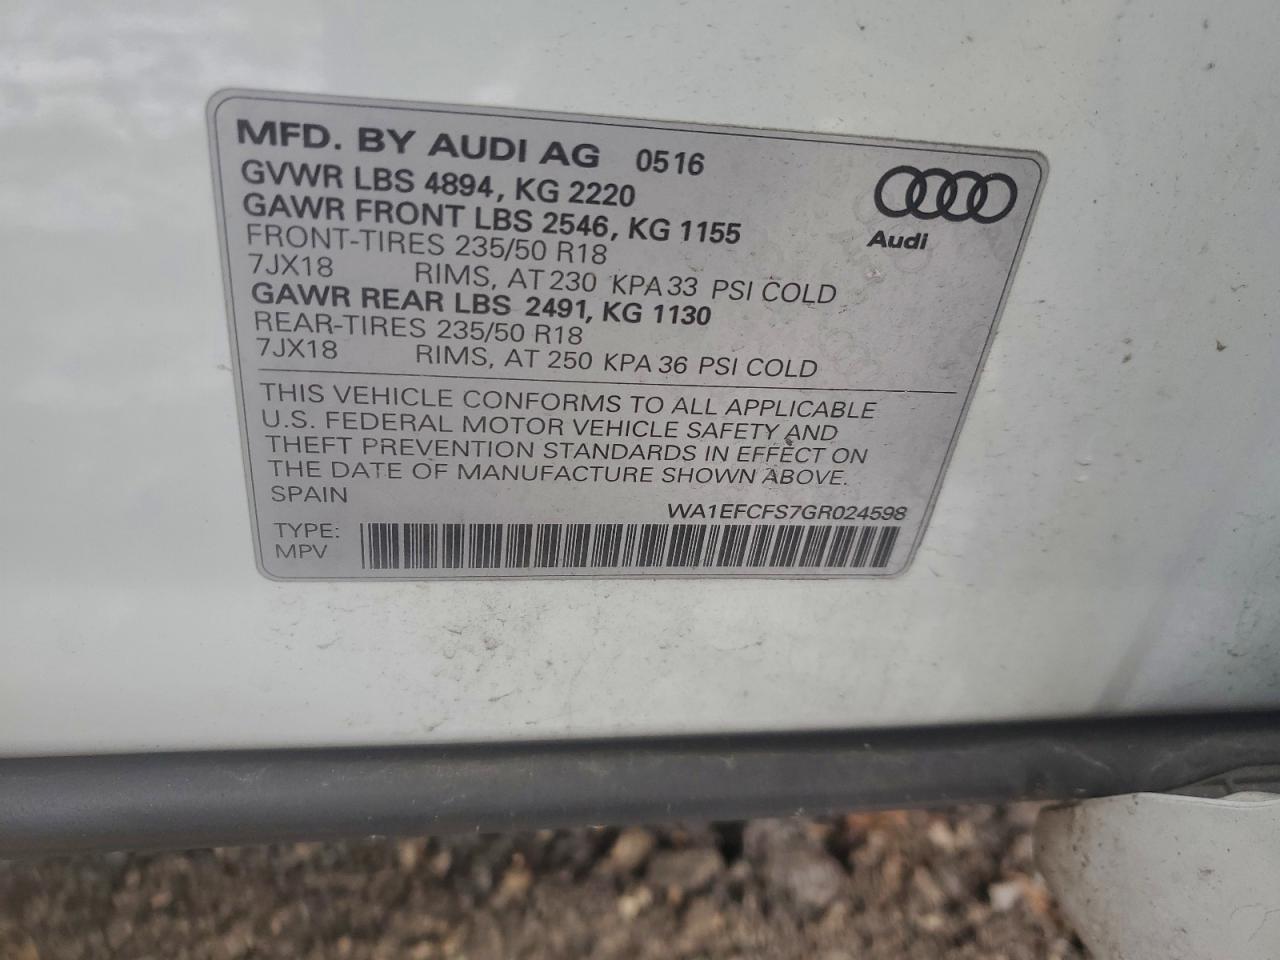 MFD. BY AUDI AG 0516
GVWR LBS 4894, KG 2220
GAWR FRONT LBS 2546, KG 1155
FRONT-TIRES 235/50 R18
7JX18 RIMS, AT 230 KPA 33 PSI COLD
GAWR REAR LBS 2491, KG 1130
REAR-TIRES 235/50 R18
7JX18 RIMS, AT 250 KPA 36 PSI COLD
Audi
THIS VEHICLE CONFORMS TO ALL APPLICABLE
U.S. FEDERAL MOTOR VEHICLE SAFETY AND
THEFT PREVENTION STANDARDS IN EFFECT ON
THE DATE OF MANUFACTURE SHOWN ABOVE.
SPAIN
WA1EFCFS7GR024598
TYPE:
MPV